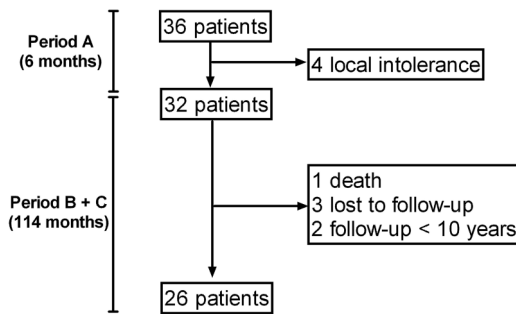 36 patients
Period A
(6 months)
4 local intolerance
32 patients
Period B + C
(114 months)
1 death
3 lost to follow-up
2 follow-up < 10 years
26 patients